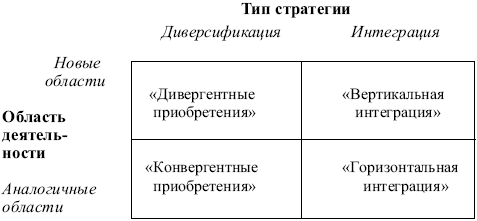 Тип стратегии
Диверсификация Интеграция
Новые
области
«Дивергентные
приобретения»
«Вертикальная
интеграция»
Область
деятель-
ности
Аналогичные
области
«Конвергентные
приобретения»
«Горизонтальная
интеграция»